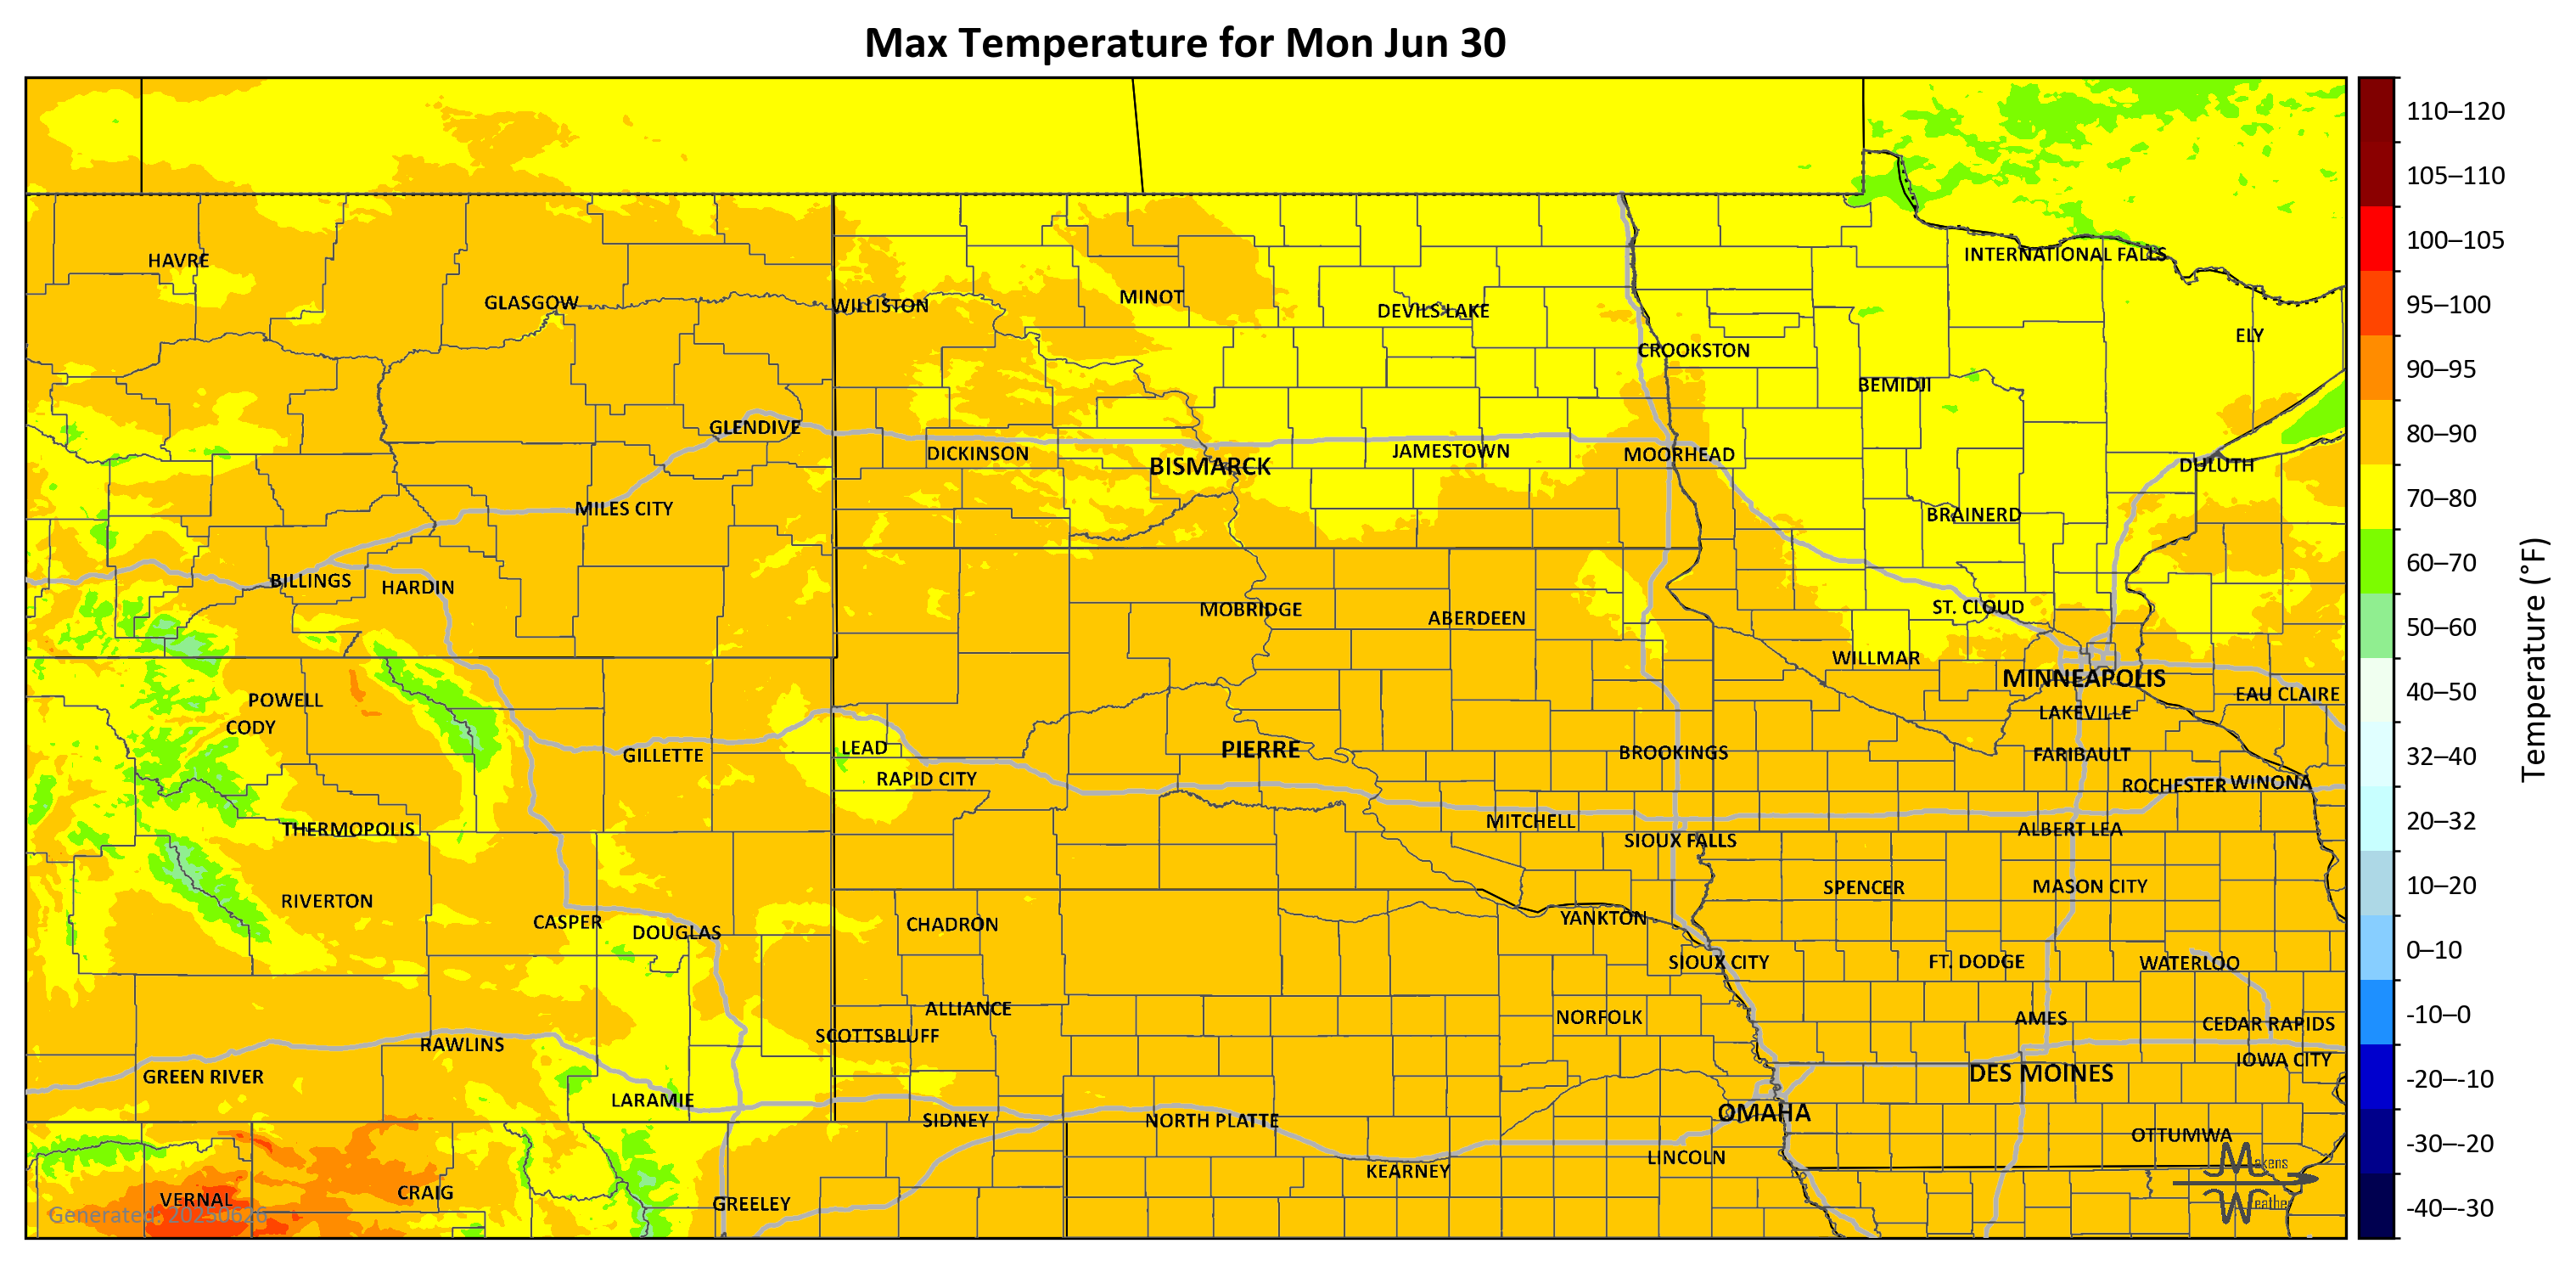 Max Temperature for Mon Jun 30
110–120
105–110
100–105
95–100
90–95
80–90
70–80
60–70
50–60
40–50
32–40
20–32
10–20
0–10
-10–0
-20–-10
-30–-20
-40–-30
Temperature (°F)
INTERNATIONAL FALLS
HAVRE
GLASGOW
WILLISTON
MINOT
DEVILS LAKE
ELY
CROOKSTON
BEMIDJI
GLENDIVE
DICKINSON
BISMARCK
JAMESTOWN
MOORHEAD
DULUTH
MILES CITY
BRAINERD
BILLINGS
HARDIN
MOBRIDGE
ABERDEEN
ST. CLOUD
WILLMAR
MINNEAPOLIS
EAU CLAIRE
POWELL
CODY
LAKEVILLE
GILLETTE
LEAD
RAPID CITY
PIERRE
BROOKINGS
FARIBAULT
ROCHESTER
WINONA
THERMOPOLIS
MITCHELL
SIOUX FALLS
ALBERT LEA
RIVERTON
SPENCER
MASON CITY
CASPER
DOUGLAS
CHADRON
YANKTON
SIOUX CITY
FT. DODGE
WATERLOO
ALLIANCE
NORFOLK
AMES
CEDAR RAPIDS
SCOTTSBLUFF
RAWLINS
IOWA CITY
GREEN RIVER
DES MOINES
LARAMIE
SIDNEY
NORTH PLATTE
OMAHA
OTTUMWA
LINCOLN
KEARNEY
VERNAL
CRAIG
GREELEY
Generated: 20250626
Makens
Weather